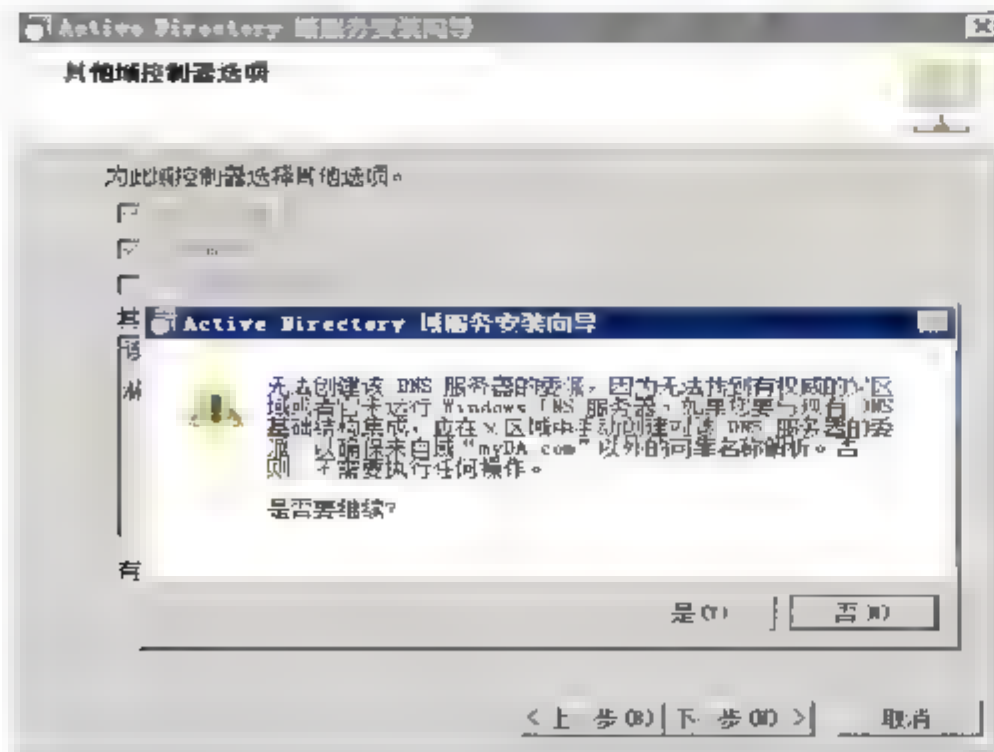 Active Directory 域服务安装向导
其他域控制器选项
为此域控制器选择其他选项。
其
Active Directory 域服务安装向导
无法创建该 DNS 服务器的委派，因为无法找到有权威的父区
域或者它未运行 Windows DNS 服务器。如果您要与现有 DNS
基础结构集成，应在父区域中手动创建对该 DNS 服务器的委
派，以确保来自域“myDA.com”以外的可靠名称解析。否
则，不需要执行任何操作。
是否要继续?
有
是(Y)
否(N)
< 上一步(B)
下一步(N) >
取消